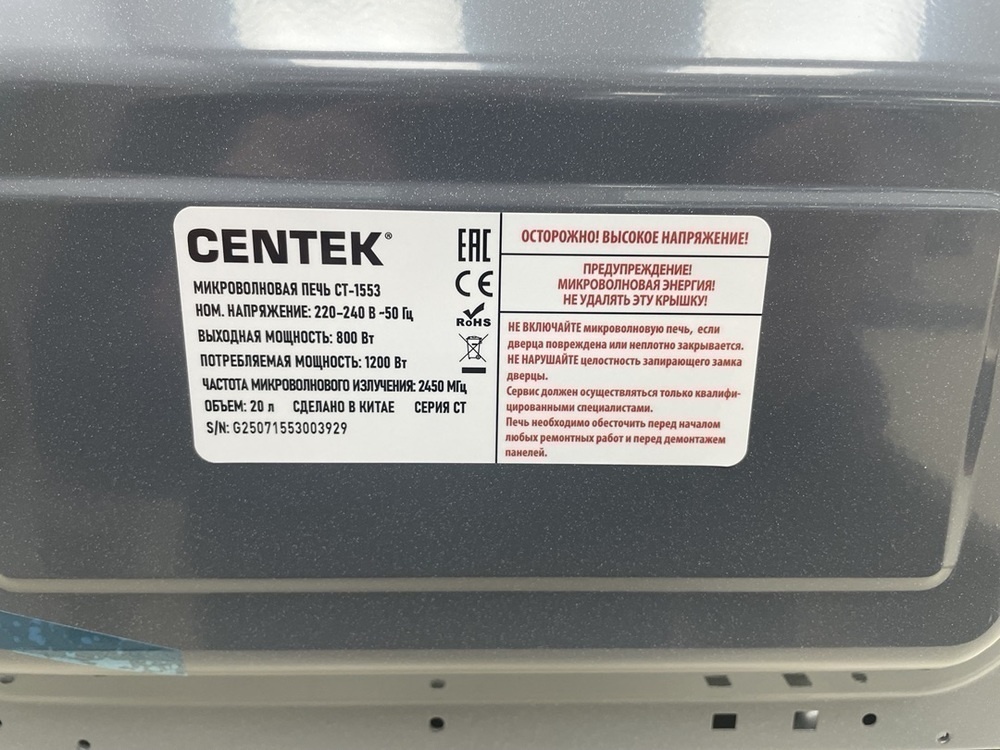 CENTEK®
МИКРОВОЛНОВАЯ ПЕЧЬ CT-1553
НОМ. НАПРЯЖЕНИЕ: 220-240 В ~50 Гц
ВЫХОДНАЯ МОЩНОСТЬ: 800 Вт
ПОТРЕБЛЯЕМАЯ МОЩНОСТЬ: 1200 Вт
ЧАСТОТА МИКРОВОЛНОВОГО ИЗЛУЧЕНИЯ: 2450 МГц
ОБЪЕМ: 20 л СДЕЛАНО В КИТАЕ СЕРИЯ СТ
S/N: G25071553003929
EAC
CE
RoHS
ОСТОРОЖНО! ВЫСОКОЕ НАПРЯЖЕНИЕ!
ПРЕДУПРЕЖДЕНИЕ!
МИКРОВОЛНОВАЯ ЭНЕРГИЯ!
НЕ УДАЛЯТЬ ЭТУ КРЫШКУ!
НЕ ВКЛЮЧАЙТЕ микроволновую печь, если
дверца повреждена или неплотно закрывается.
НЕ НАРУШАЙТЕ целостность запирающего замка
дверцы.
Сервис должен осуществляться только квалифи-
цированными специалистами.
Печь необходимо обесточить перед началом
любых ремонтных работ и перед демонтажем
панелей.